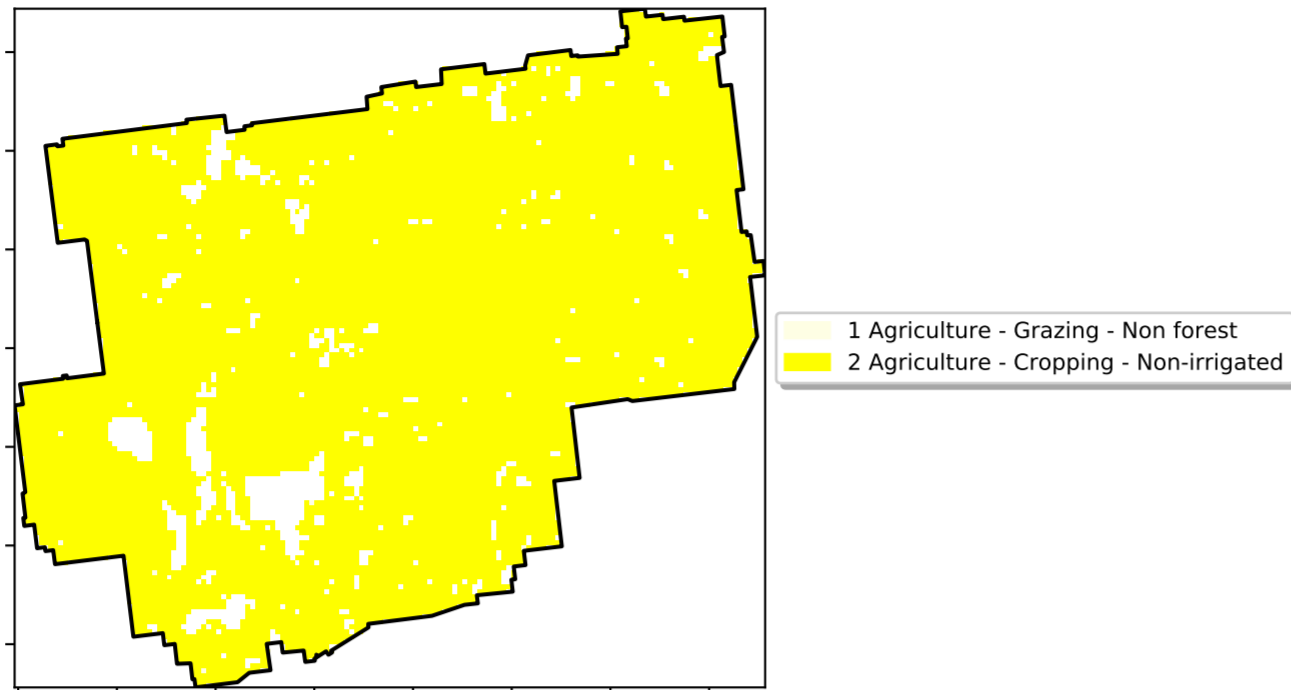 1 Agriculture - Grazing - Non forest
2 Agriculture - Cropping - Non-irrigated